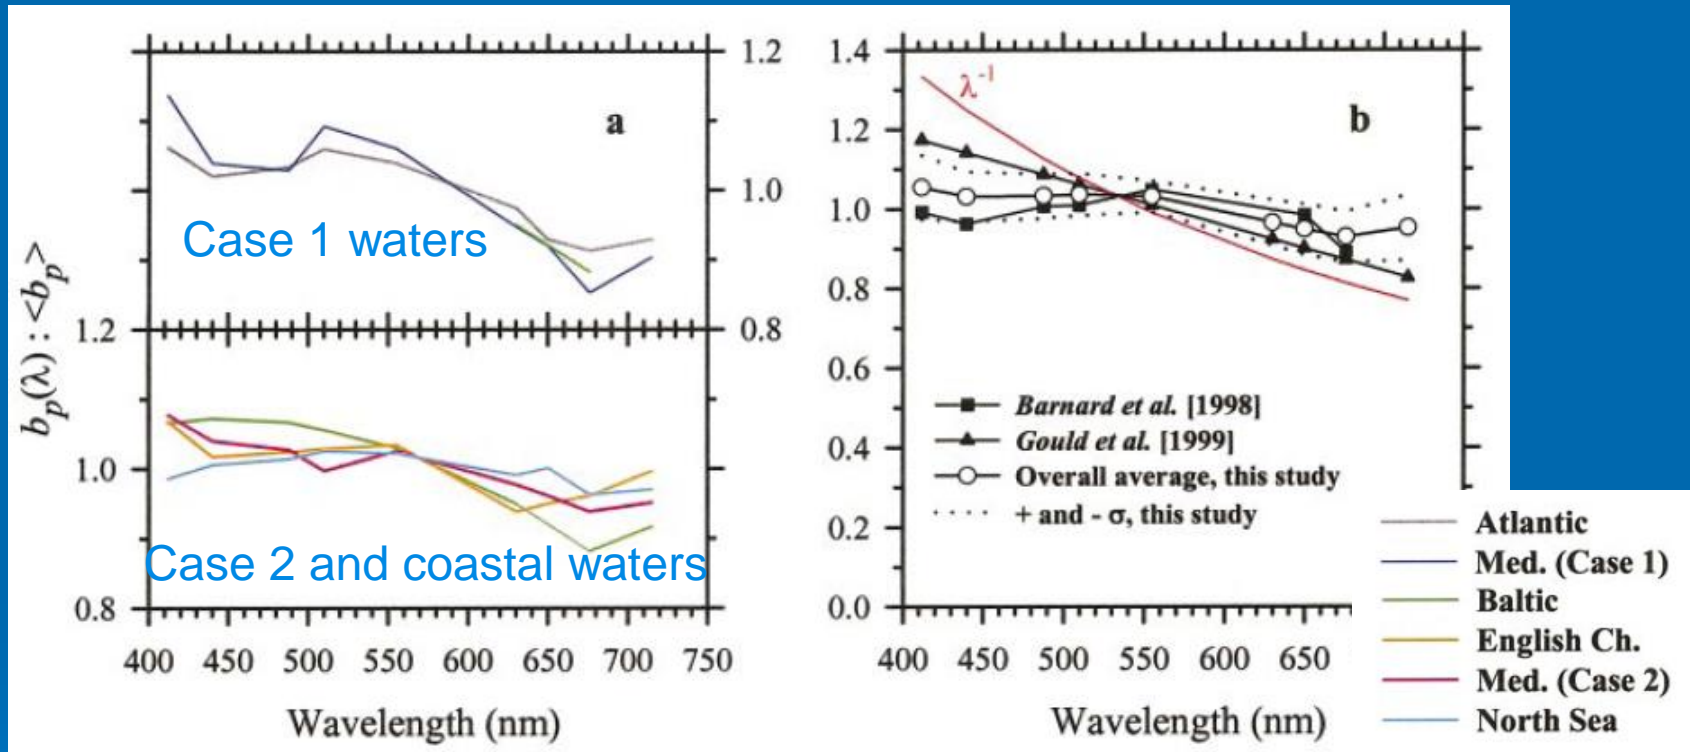 1.2
a
Case 1 waters
1.0
0.8
1.2
1.0
Case 2 and coastal waters
0.8
400 450 500 550 600 650 700 750
Wavelength (nm)
b_p(λ) : <b_p>
1.4
λ⁻¹
b
1.2
1.0
0.8
0.6
Barnard et al. [1998]
Gould et al. [1999]
0.4
Overall average, this study
+ and - σ, this study
0.2
0.0
400 450 500 550 600 650
Wavelength (nm)
Atlantic
Med. (Case 1)
Baltic
English Ch.
Med. (Case 2)
North Sea